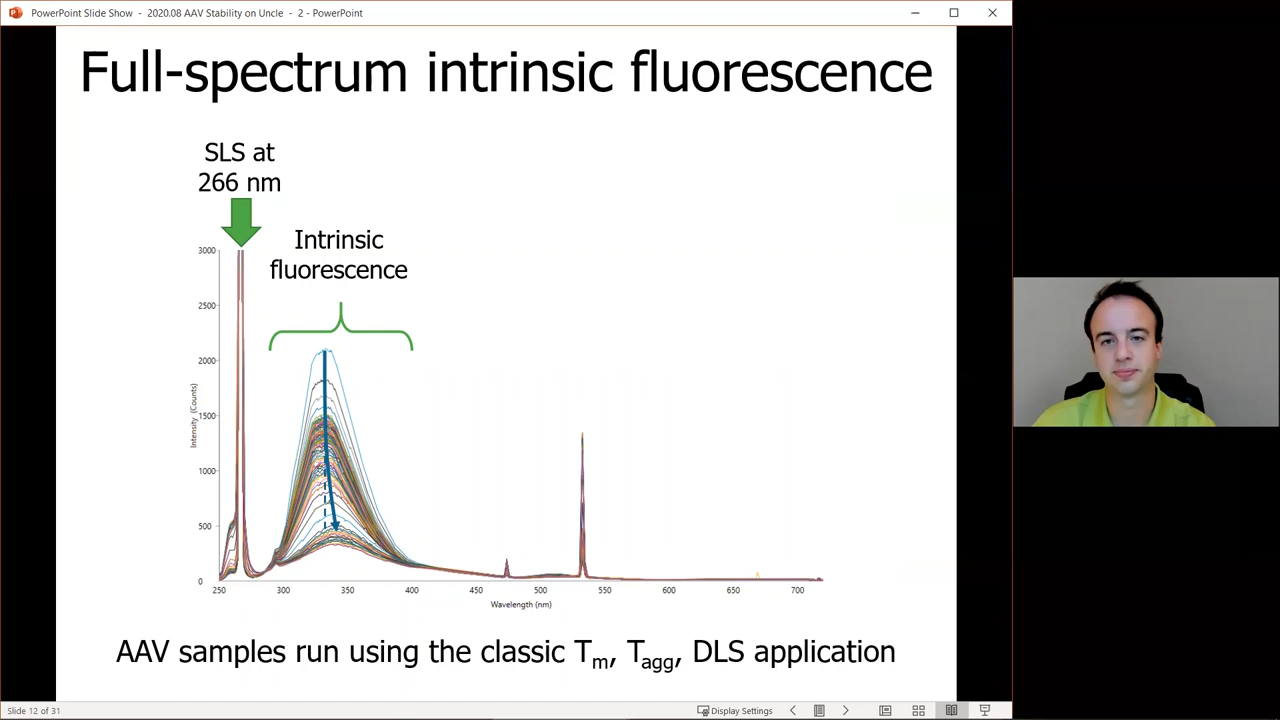 PowerPoint Slide Show - 2020.08 AAV Stability on Uncle - 2 - PowerPoint
Full-spectrum intrinsic fluorescence
SLS at
266 nm
Intrinsic
fluorescence
3000
2500
2000
1500
1000
500
0
Intensity (Counts)
250 300 350 400 450 500 550 600 650 700
Wavelength (nm)
AAV samples run using the classic Tm, Tagg, DLS application
Slide 12 of 31
Display Settings